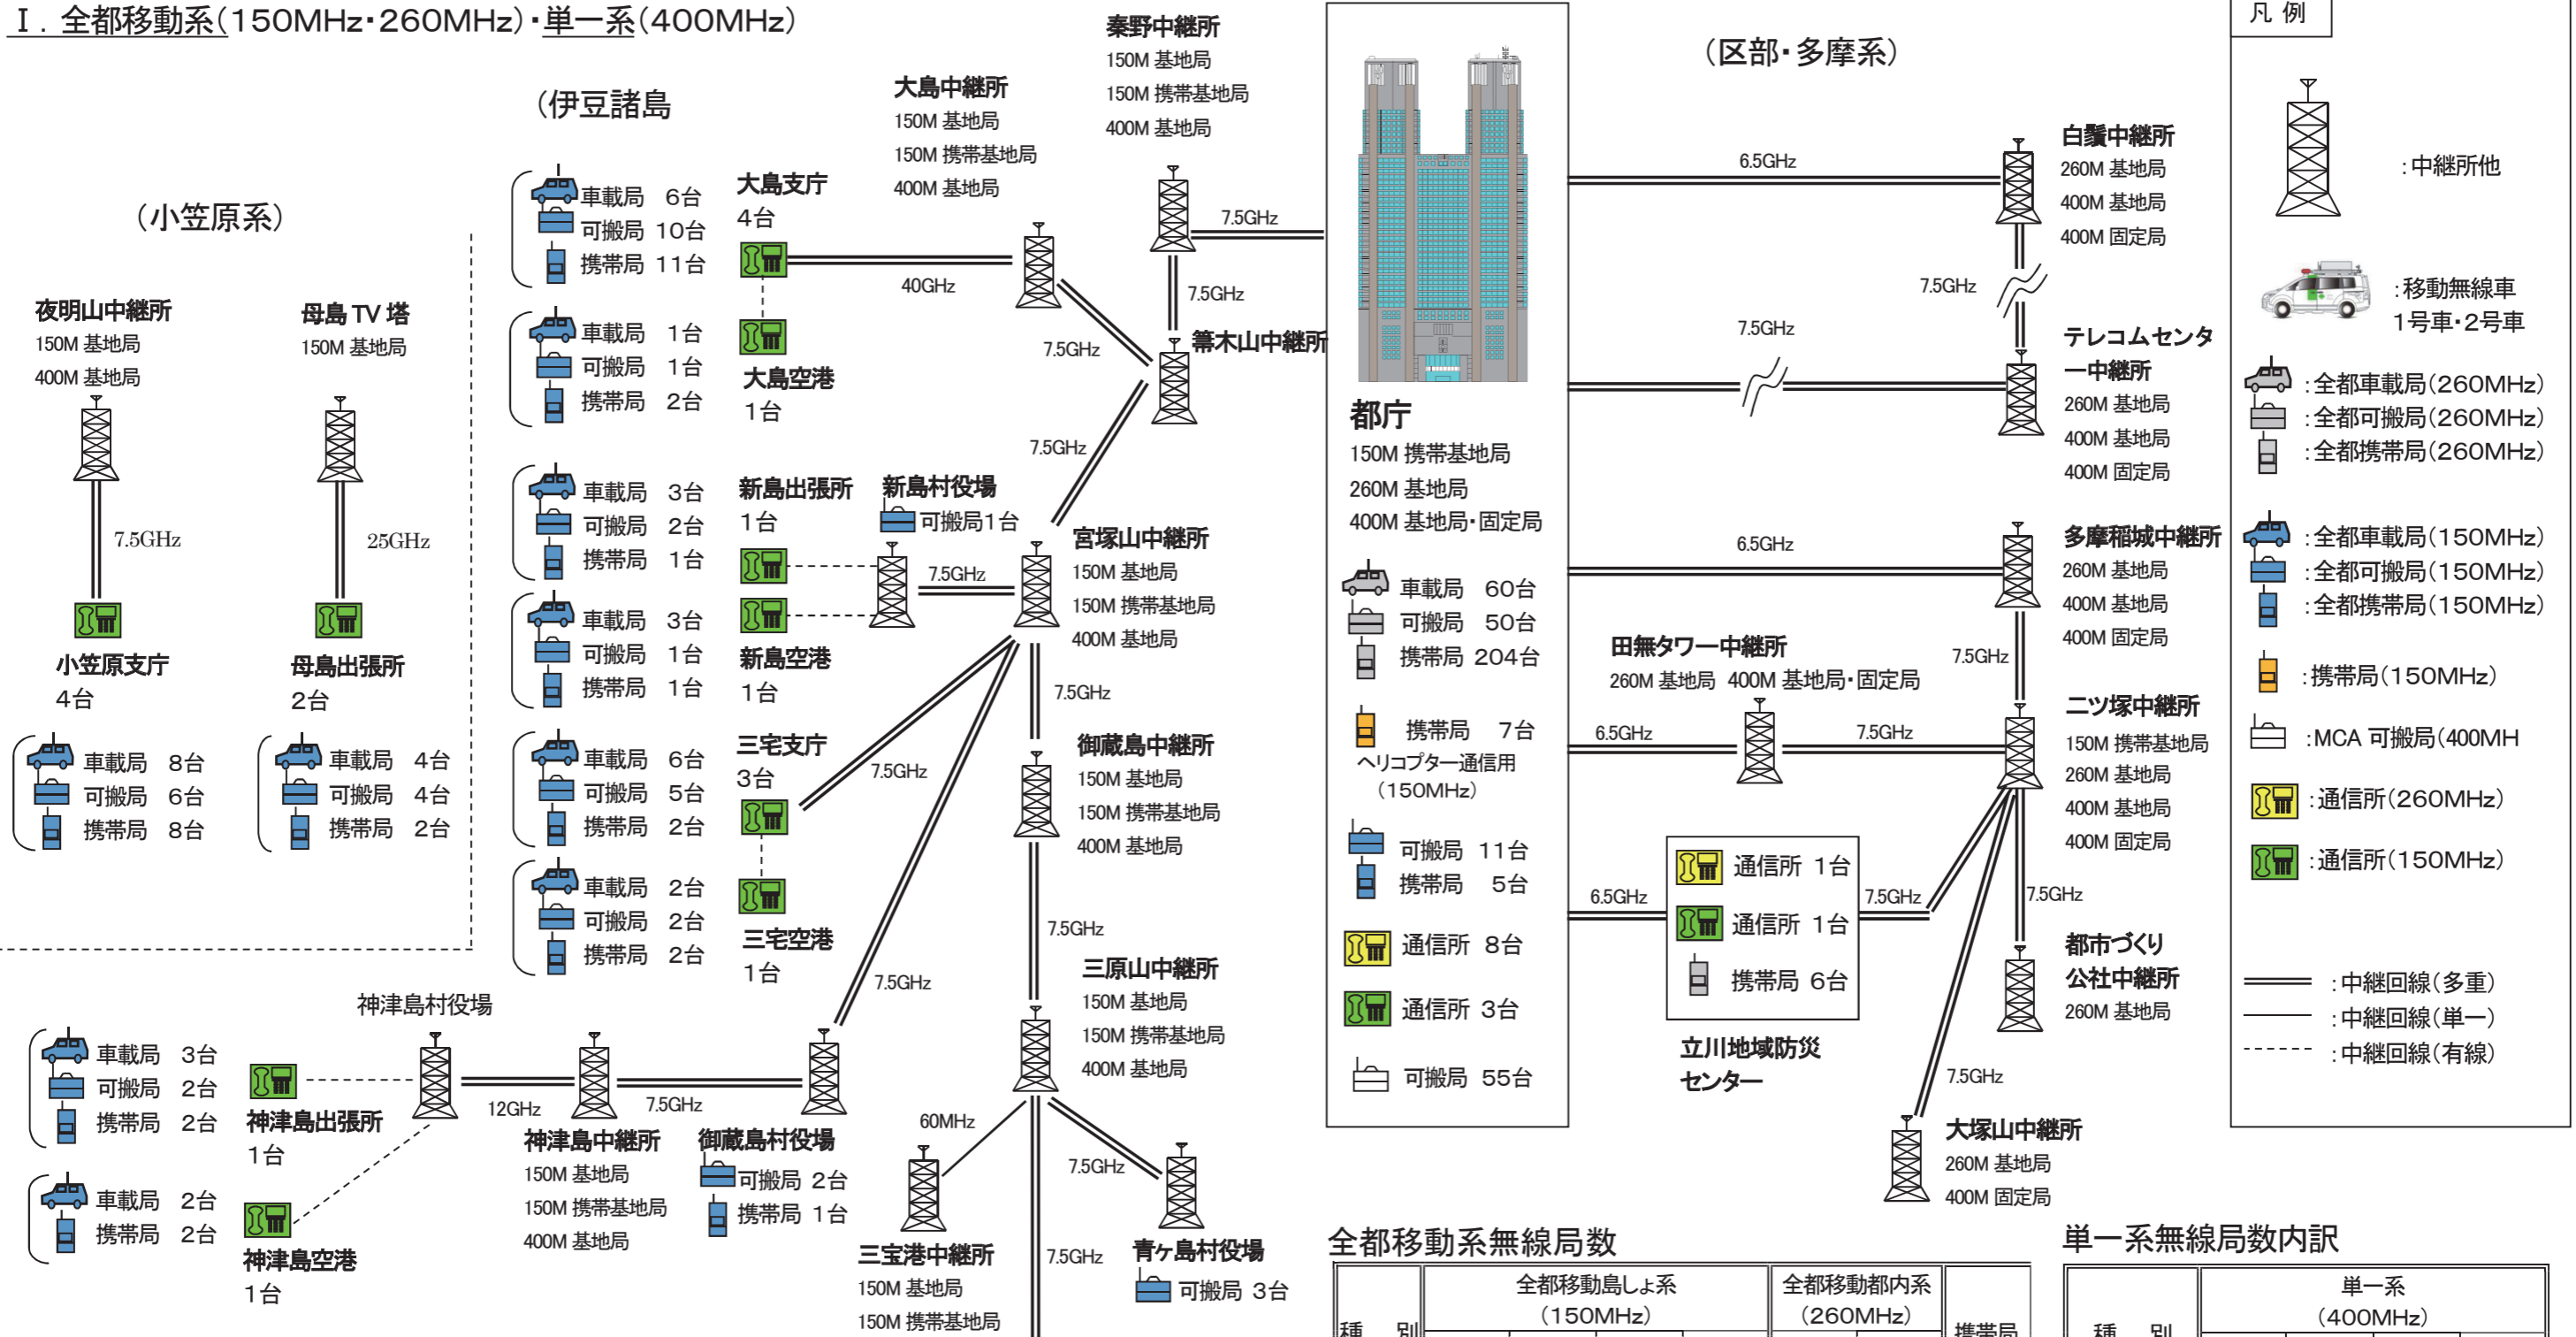 Ⅰ. 全都移動系(150MHz・260MHz)・単一系(400MHz)
(小笠原系)
夜明山中継所
150M 基地局
400M 基地局
7.5GHz
小笠原支庁
4台
車載局 8台
可搬局 6台
携帯局 8台
母島 TV 塔
150M 基地局
25GHz
母島出張所
2台
車載局 4台
可搬局 4台
携帯局 2台
(伊豆諸島
車載局 6台
可搬局 10台
携帯局 11台
大島支庁
4台
40GHz
車載局 1台
可搬局 1台
携帯局 2台
大島空港
1台
大島中継所
150M 基地局
150M 携帯基地局
400M 基地局
7.5GHz
秦野中継所
150M 基地局
150M 携帯基地局
400M 基地局
7.5GHz
7.5GHz
箒木山中継所
7.5GHz
車載局 3台
可搬局 2台
携帯局 1台
新島出張所
1台
新島村役場
可搬局1台
7.5GHz
車載局 3台
可搬局 1台
携帯局 1台
新島空港
1台
宮塚山中継所
150M 基地局
150M 携帯基地局
400M 基地局
7.5GHz
車載局 6台
可搬局 5台
携帯局 2台
三宅支庁
3台
7.5GHz
車載局 2台
可搬局 2台
携帯局 2台
三宅空港
1台
7.5GHz
御蔵島中継所
150M 基地局
150M 携帯基地局
400M 基地局
7.5GHz
三原山中継所
150M 基地局
150M 携帯基地局
400M 基地局
神津島村役場
車載局 3台
可搬局 2台
携帯局 2台
神津島出張所
1台
車載局 2台
携帯局 2台
神津島空港
1台
12GHz
神津島中継所
150M 基地局
150M 携帯基地局
400M 基地局
7.5GHz
御蔵島村役場
可搬局 2台
携帯局 1台
60MHz
三宝港中継所
150M 基地局
150M 携帯基地局
7.5GHz
7.5GHz
青ヶ島村役場
可搬局 3台
都庁
150M 携帯基地局
260M 基地局
400M 基地局・固定局
車載局 60台
可搬局 50台
携帯局 204台
携帯局 7台
ヘリコプター通信用
(150MHz)
可搬局 11台
携帯局 5台
通信所 8台
通信所 3台
可搬局 55台
(区部・多摩系)
6.5GHz
白鬚中継所
260M 基地局
400M 基地局
400M 固定局
7.5GHz
7.5GHz
テレコムセンタ
ー中継所
260M 基地局
400M 基地局
400M 固定局
6.5GHz
多摩稲城中継所
260M 基地局
400M 基地局
400M 固定局
7.5GHz
田無タワー中継所
260M 基地局 400M 基地局・固定局
6.5GHz
7.5GHz
二ツ塚中継所
150M 携帯基地局
260M 基地局
400M 基地局
400M 固定局
6.5GHz
通信所 1台
通信所 1台
携帯局 6台
立川地域防災
センター
7.5GHz
7.5GHz
都市づくり
公社中継所
260M 基地局
7.5GHz
大塚山中継所
260M 基地局
400M 固定局
凡 例
:中継所他
:移動無線車
1号車・2号車
:全都車載局(260MHz)
:全都可搬局(260MHz)
:全都携帯局(260MHz)
:全都車載局(150MHz)
:全都可搬局(150MHz)
:全都携帯局(150MHz)
:携帯局(150MHz)
:MCA 可搬局(400MH
:通信所(260MHz)
:通信所(150MHz)
:中継回線(多重)
:中継回線(単一)
:中継回線(有線)
全都移動系無線局数
種 別
全都移動島しょ系
(150MHz)
全都移動都内系
(260MHz)
携帯局
単一系無線局数内訳
種 別
単一系
(400MHz)